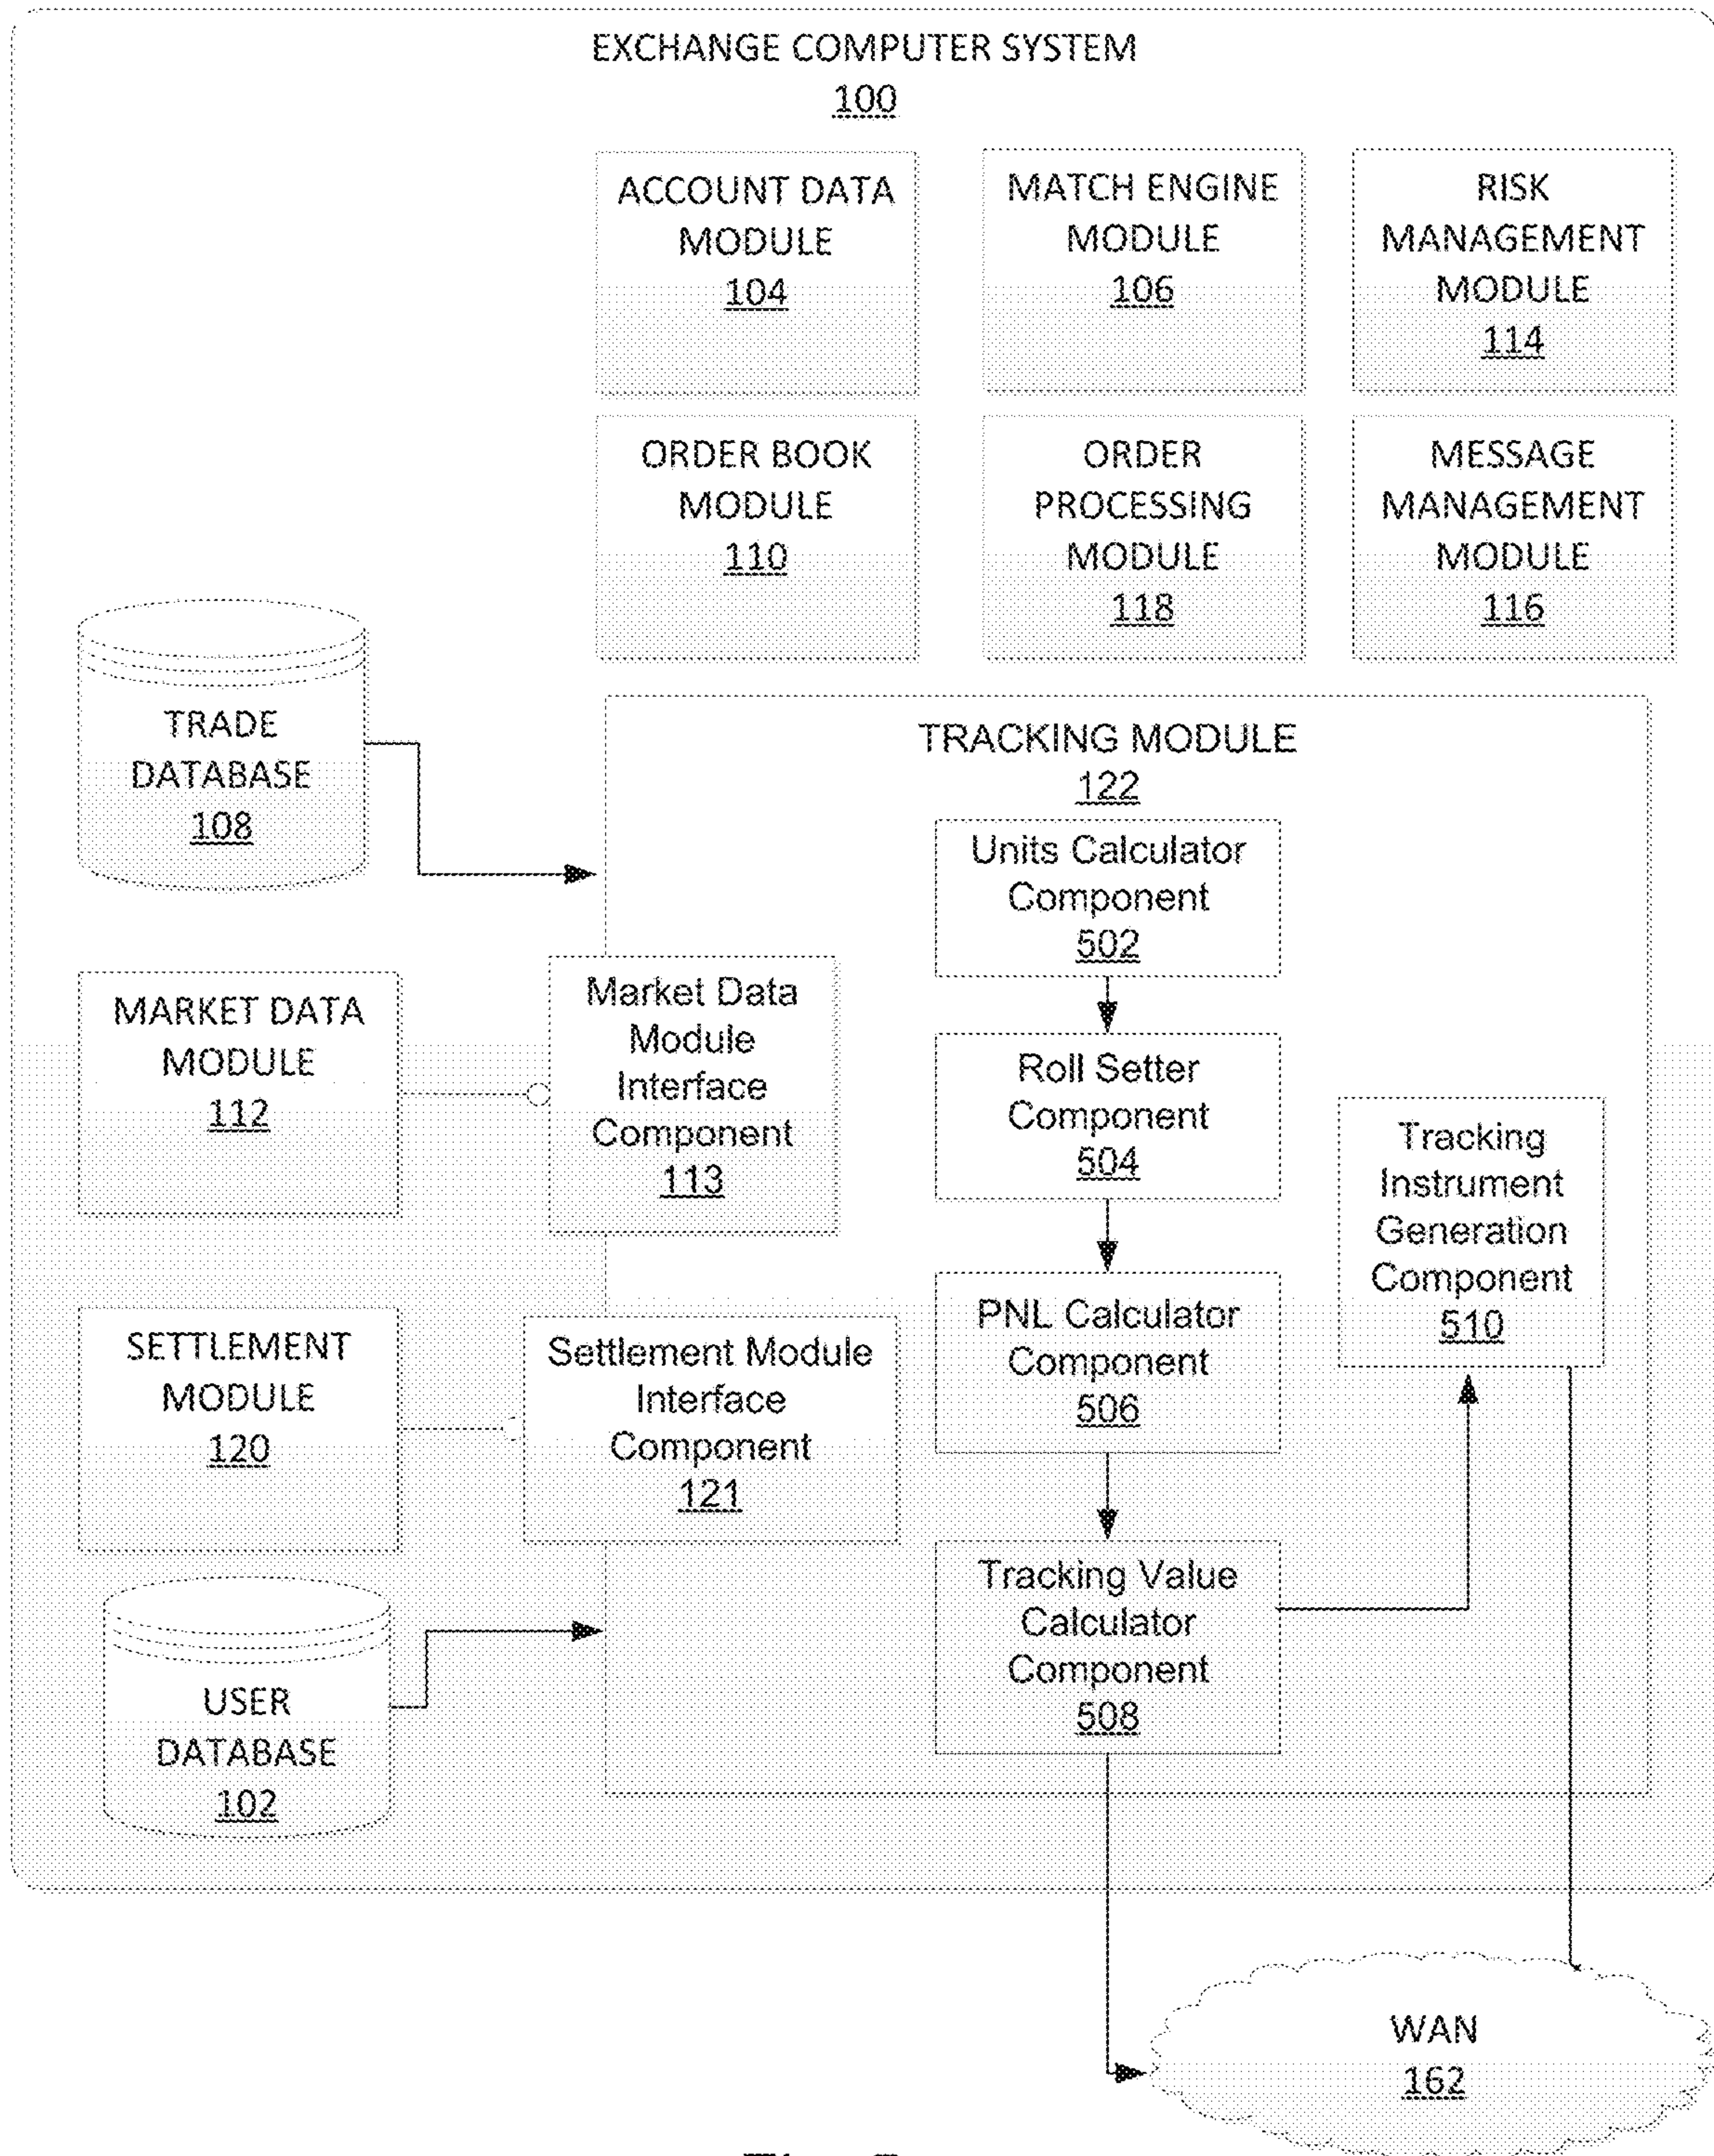 EXCHANGE COMPUTER SYSTEM
100
ACCOUNT DATA
MODULE
104
MATCH ENGINE
MODULE
106
RISK
MANAGEMENT
MODULE
114
ORDER BOOK
MODULE
110
ORDER
PROCESSING
MODULE
118
MESSAGE
MANAGEMENT
MODULE
116
TRADE
DATABASE
108
TRACKING MODULE
122
Units Calculator
Component
502
MARKET DATA
MODULE
112
Market Data
Module
Interface
Component
113
Roll Setter
Component
504
Tracking
Instrument
Generation
Component
510
SETTLEMENT
MODULE
120
Settlement Module
Interface
Component
121
PNL Calculator
Component
506
USER
DATABASE
102
Tracking Value
Calculator
Component
508
WAN
162